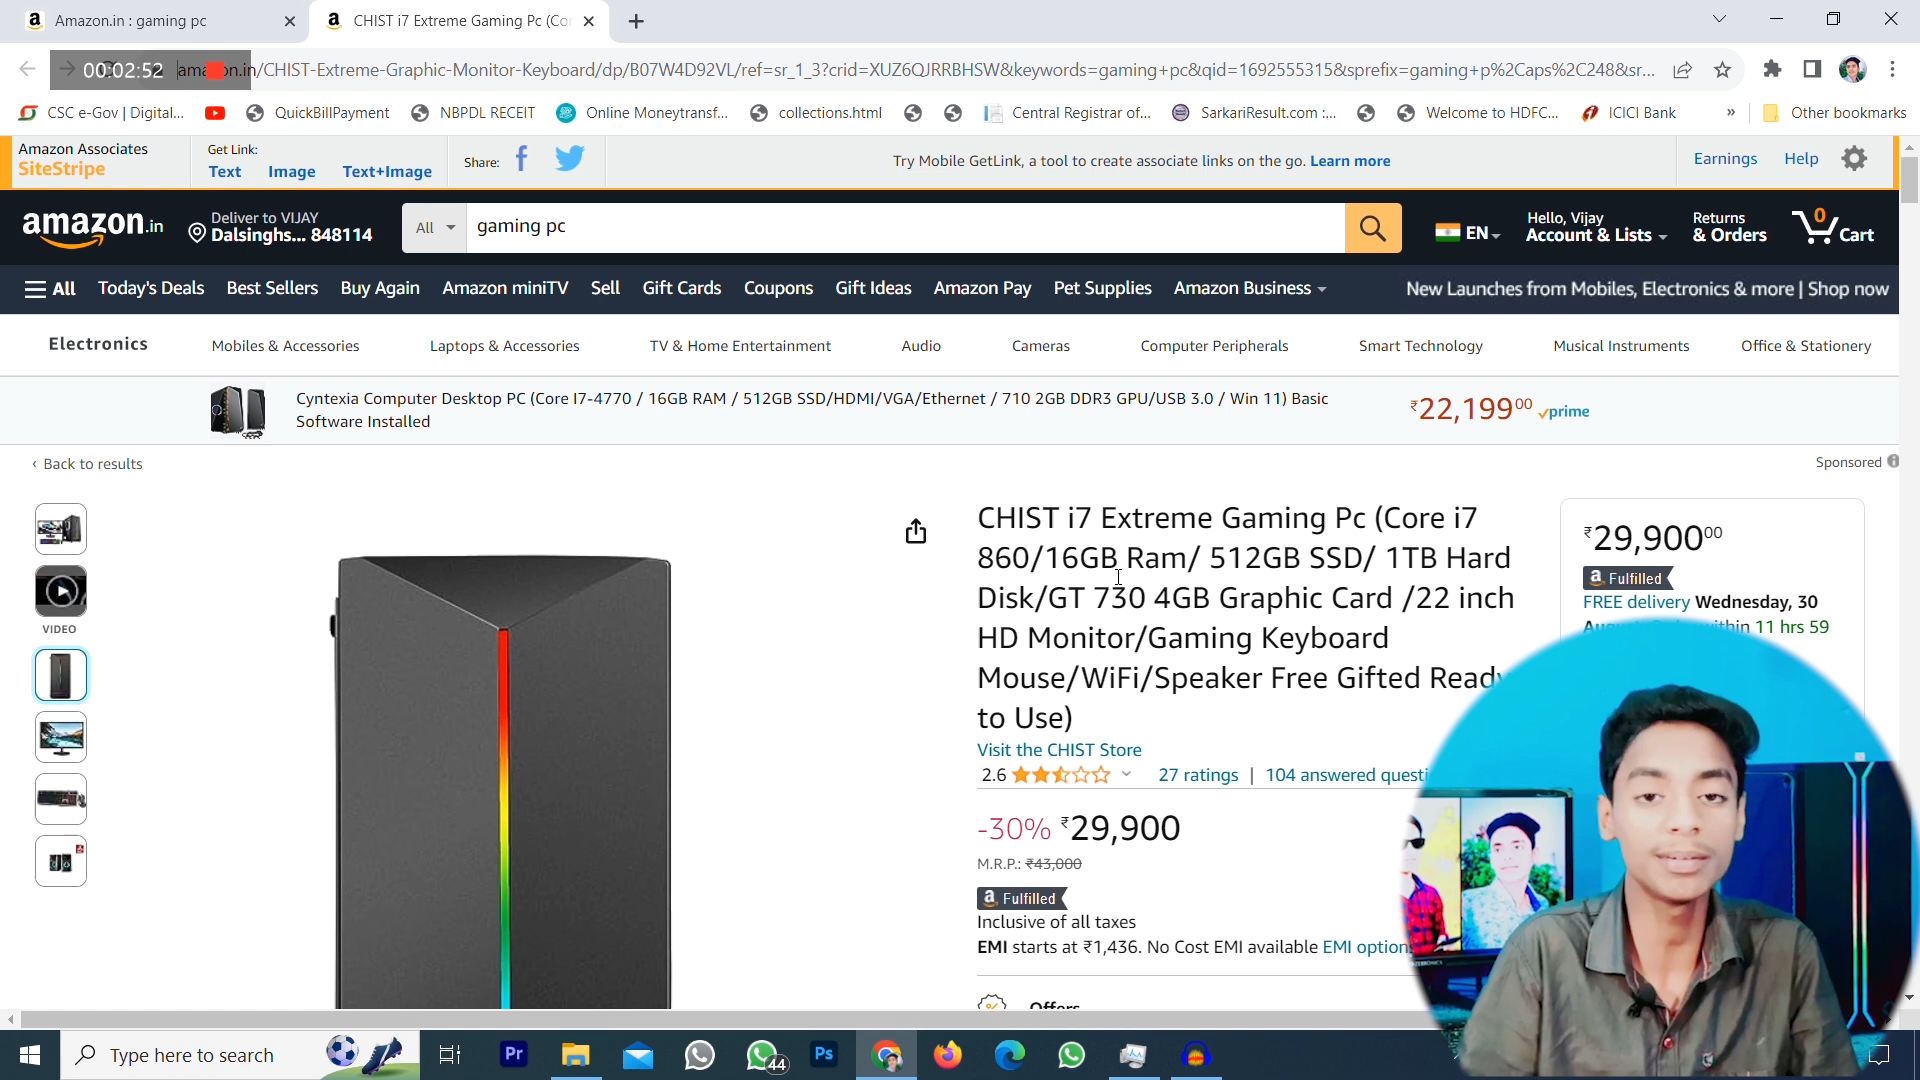 Amazon.in : gaming pc
CHIST i7 Extreme Gaming Pc (Co
00:02:52
amazon.in/CHIST-Extreme-Graphic-Monitor-Keyboard/dp/B07W4D92VL/ref=sr_1_3?crid=XUZ6QJRRBHSW&keywords=gaming+pc&qid=1692555315&sprefix=gaming+p%2Caps%2C248&sr...
CSC e-Gov | Digital...
QuickBillPayment
NBPDL RECEIT
Online Moneytransf...
collections.html
Central Registrar of...
SarkariResult.com :...
Welcome to HDFC...
ICICI Bank
»
Other bookmarks
Amazon Associates
SiteStripe
Get Link:
Text Image Text+Image
Share:
Try Mobile GetLink, a tool to create associate links on the go. Learn more
Earnings Help
amazon.in
Deliver to VIJAY
Dalsinghs... 848114
All
gaming pc
EN
Hello, Vijay
Account & Lists
Returns
& Orders
0
Cart
All Today's Deals Best Sellers Buy Again Amazon miniTV Sell Gift Cards Coupons Gift Ideas Amazon Pay Pet Supplies Amazon Business
New Launches from Mobiles, Electronics & more | Shop now
Electronics Mobiles & Accessories Laptops & Accessories TV & Home Entertainment Audio Cameras Computer Peripherals Smart Technology Musical Instruments Office & Stationery
Cyntexia Computer Desktop PC (Core I7-4770 / 16GB RAM / 512GB SSD/HDMI/VGA/Ethernet / 710 2GB DDR3 GPU/USB 3.0 / Win 11) Basic
Software Installed
₹22,199⁰⁰ prime
‹ Back to results
Sponsored
VIDEO
CHIST i7 Extreme Gaming Pc (Core i7
860/16GB Ram/ 512GB SSD/ 1TB Hard
Disk/GT 730 4GB Graphic Card /22 inch
HD Monitor/Gaming Keyboard
Mouse/WiFi/Speaker Free Gifted Ready
to Use)
Visit the CHIST Store
2.6
27 ratings | 104 answered questi
-30% ₹29,900
M.R.P.: ₹43,000
a Fulfilled
Inclusive of all taxes
EMI starts at ₹1,436. No Cost EMI available EMI options
Offers
₹29,900⁰⁰
a Fulfilled
FREE delivery Wednesday, 30
within 11 hrs 59
Type here to search
Pr
44
Ps